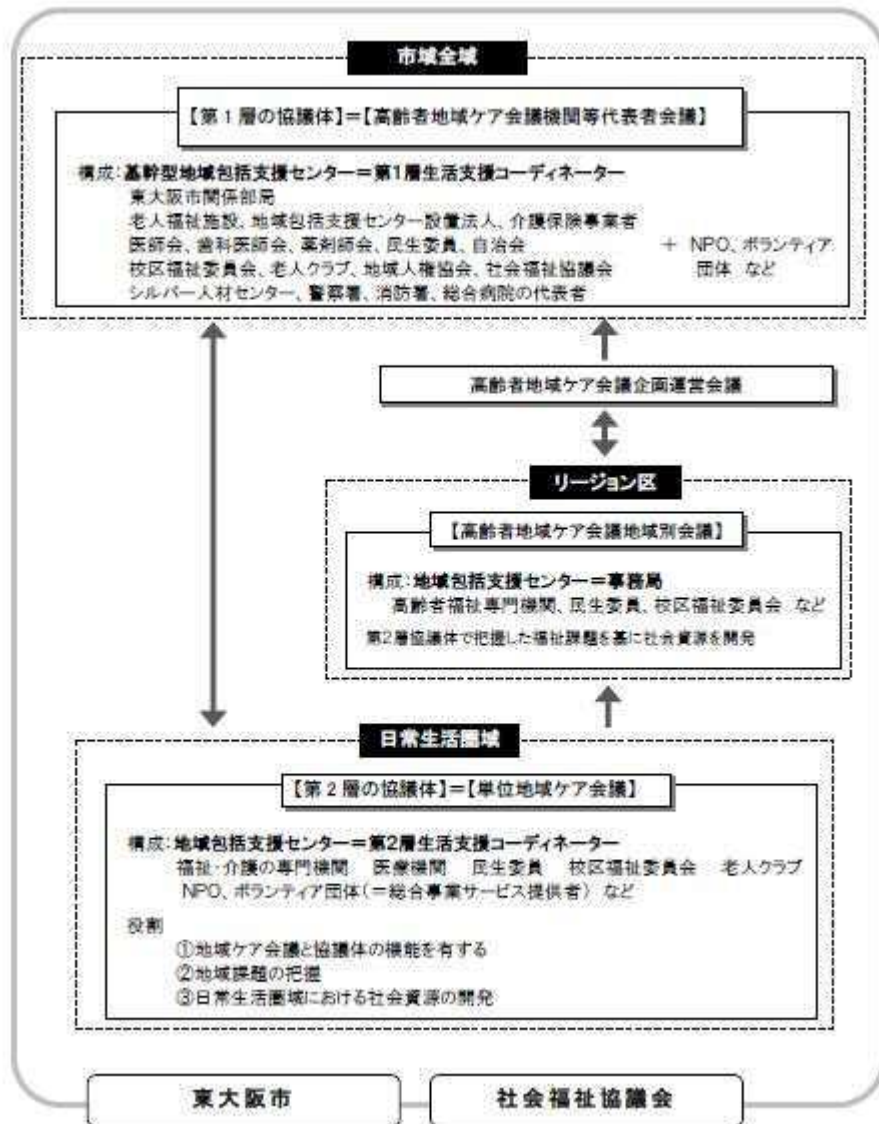 市域全域
【第1層の協議体】=【高齢者地域ケア会議機関等代表者会議】
構成:基幹型地域包括支援センター=第1層生活支援コーディネーター
東大阪市関係部局
老人福祉施設、地域包括支援センター設置法人、介護保険事業者
医師会、歯科医師会、薬剤師会、民生委員、自治会 + NPO、ボランティア
校区福祉委員会、老人クラブ、地域人権協会、社会福祉協議会 団体 など
シルバー人材センター、警察署、消防署、総合病院の代表者
高齢者地域ケア会議企画運営会議
リージョン区
【高齢者地域ケア会議地域別会議】
構成:地域包括支援センター=事務局
高齢者福祉専門機関、民生委員、校区福祉委員会 など
第2層協議体で把握した福祉課題を基に社会資源を開発
日常生活圏域
【第2層の協議体】=【単位地域ケア会議】
構成:地域包括支援センター=第2層生活支援コーディネーター
福祉・介護の専門機関 医療機関 民生委員 校区福祉委員会 老人クラブ
NPO、ボランティア団体(=総合事業サービス提供者) など
役割
①地域ケア会議と協議体の機能を有する
②地域課題の把握
③日常生活圏域における社会資源の開発
東大阪市
社会福祉協議会